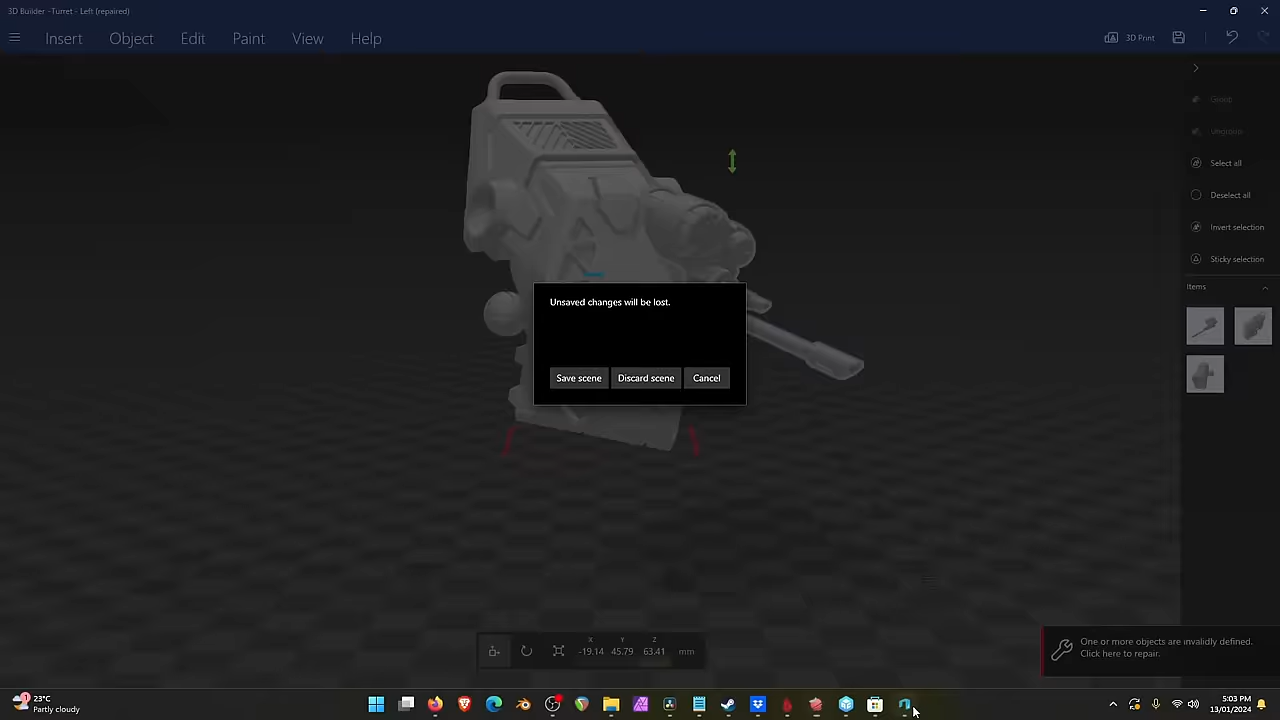 3D Builder -Turret - Left (repaired)
Insert
Object
Edit
Paint
View
Help
3D Print
Group
Ungroup
Select all
Deselect all
Invert selection
Sticky selection
Items
Unsaved changes will be lost.
Save scene
Discard scene
Cancel
X
Y
Z
-19.14
45.79
63.41
mm
One or more objects are invalidly defined.
Click here to repair.
1
23°C
Partly cloudy
5:03 PM
13/01/2024